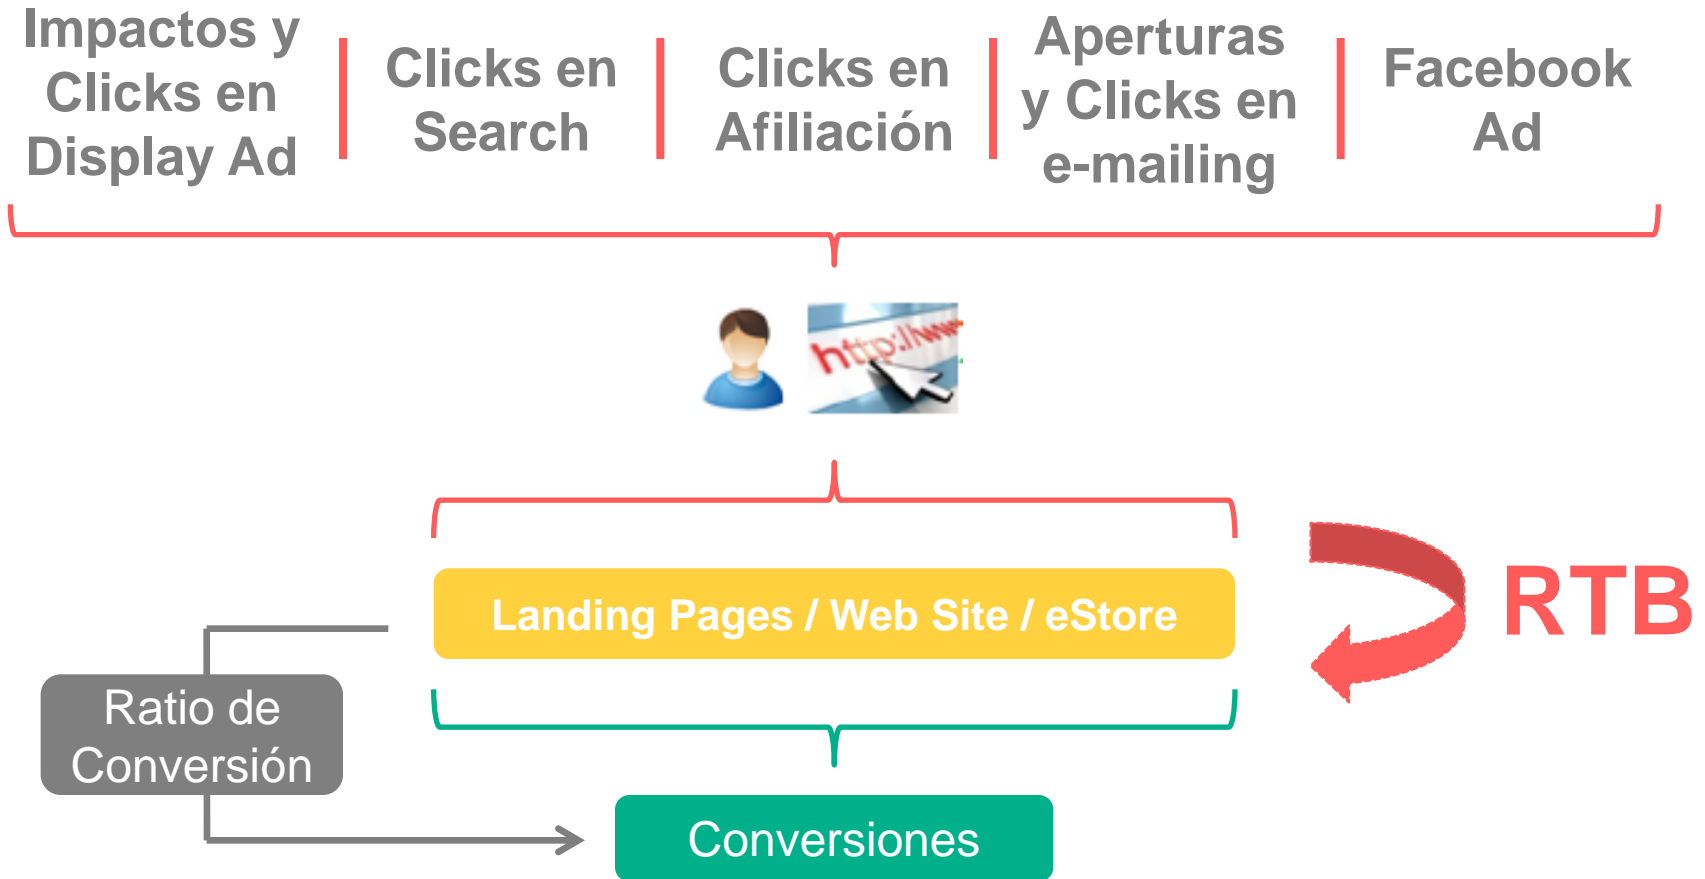 Impactos y
Clicks en
Display Ad
Clicks en
Search
Clicks en
Afiliación
Aperturas
y Clicks en
e-mailing
Facebook
Ad
http://ww
Landing Pages / Web Site / eStore
RTB
Ratio de
Conversión
Conversiones